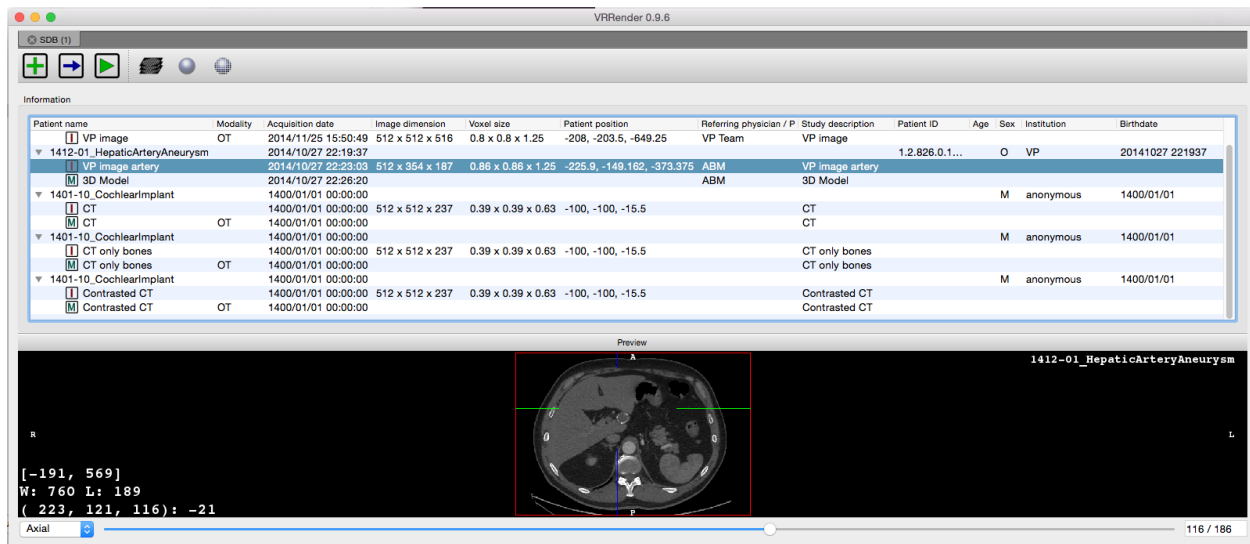 VRRender 0.9.6
SDB (1)
Information
Patient name Modality Acquisition date Image dimension Voxel size Patient position Referring physician / P Study description Patient ID Age Sex Institution Birthdate
I VP image OT 2014/11/25 15:50:49 512 x 512 x 516 0.8 x 0.8 x 1.25 -208, -203.5, -649.25 VP Team VP image
1412-01_HepaticArteryAneurysm 2014/10/27 22:19:37 1.2.826.0.1... O VP 20141027 221937
I VP image artery 2014/10/27 22:23:03 512 x 354 x 187 0.86 x 0.86 x 1.25 -225.9, -149.162, -373.375 ABM VP image artery
M 3D Model 2014/10/27 22:26:20 ABM 3D Model
1401-10_CochlearImplant 1400/01/01 00:00:00 M anonymous 1400/01/01
I CT 1400/01/01 00:00:00 512 x 512 x 237 0.39 x 0.39 x 0.63 -100, -100, -15.5 CT
M CT OT 1400/01/01 00:00:00 CT
1401-10_CochlearImplant 1400/01/01 00:00:00 M anonymous 1400/01/01
I CT only bones 1400/01/01 00:00:00 512 x 512 x 237 0.39 x 0.39 x 0.63 -100, -100, -15.5 CT only bones
M CT only bones OT 1400/01/01 00:00:00 CT only bones
1401-10_CochlearImplant 1400/01/01 00:00:00 M anonymous 1400/01/01
I Contrasted CT 1400/01/01 00:00:00 512 x 512 x 237 0.39 x 0.39 x 0.63 -100, -100, -15.5 Contrasted CT
M Contrasted CT OT 1400/01/01 00:00:00 Contrasted CT
Preview
A
1412-01_HepaticArteryAneurysm
R
L
[-191, 569]
W: 760 L: 189
( 223, 121, 116): -21
P
Axial
116 / 186